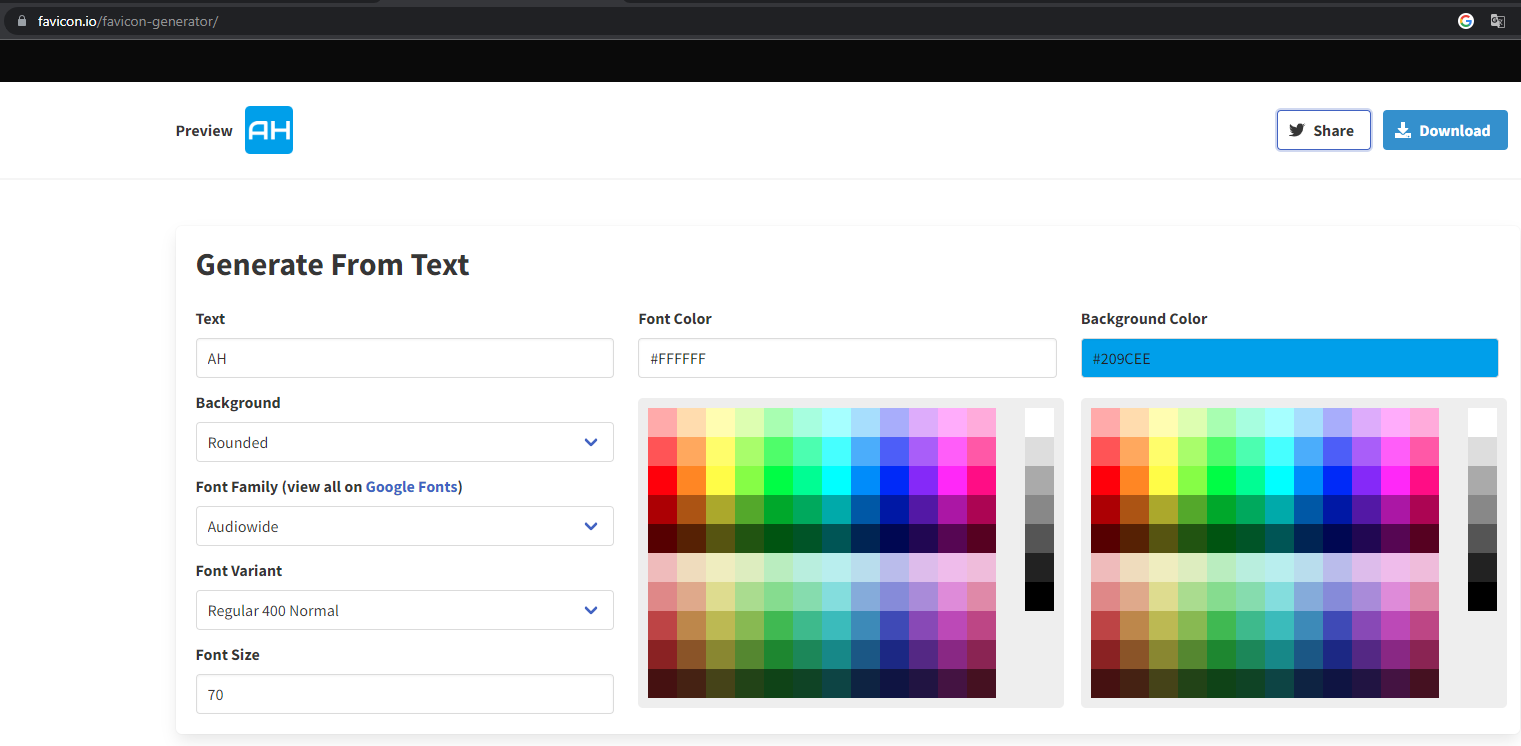 favicon.io/favicon-generator/
Preview AH Share Download
Generate From Text
Text
AH
Background
Rounded
Font Family (view all on Google Fonts)
Audiowide
Font Variant
Regular 400 Normal
Font Size
70
Font Color
#FFFFFF
Background Color
#209CEE